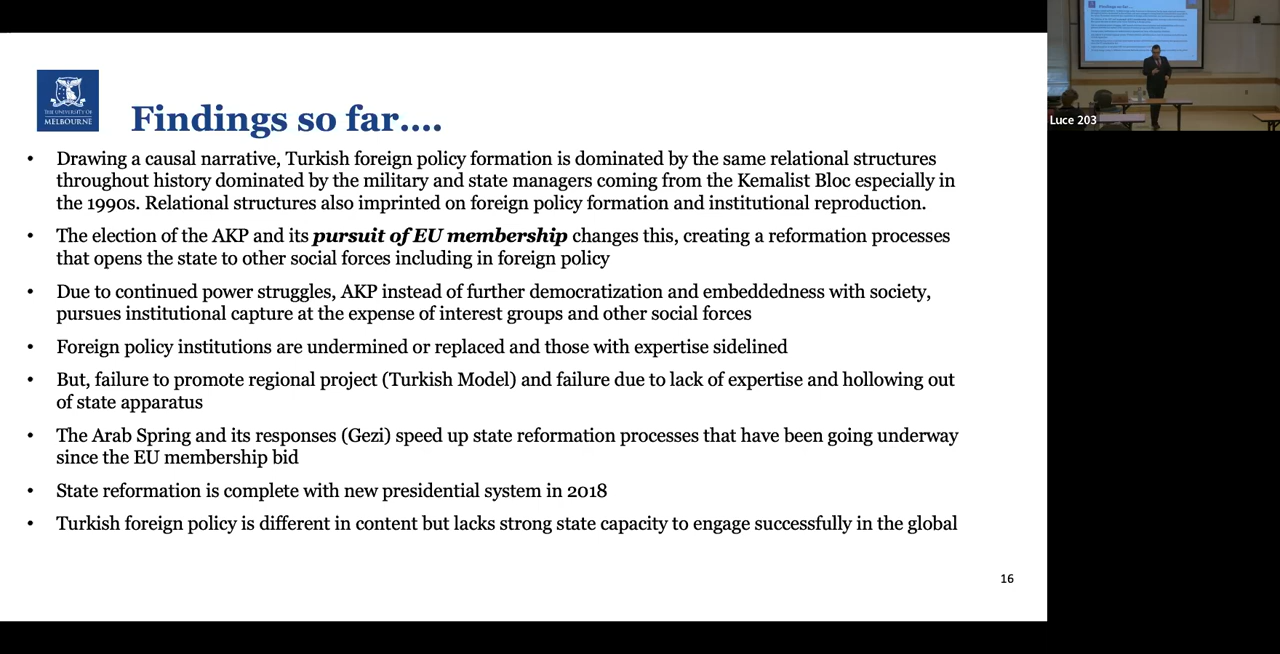 THE UNIVERSITY OF
MELBOURNE
Findings so far....
• Drawing a causal narrative, Turkish foreign policy formation is dominated by the same relational structures
throughout history dominated by the military and state managers coming from the Kemalist Bloc especially in
the 1990s. Relational structures also imprinted on foreign policy formation and institutional reproduction.
• The election of the AKP and its pursuit of EU membership changes this, creating a reformation processes
that opens the state to other social forces including in foreign policy
• Due to continued power struggles, AKP instead of further democratization and embeddedness with society,
pursues institutional capture at the expense of interest groups and other social forces
• Foreign policy institutions are undermined or replaced and those with expertise sidelined
• But, failure to promote regional project (Turkish Model) and failure due to lack of expertise and hollowing out
of state apparatus
• The Arab Spring and its responses (Gezi) speed up state reformation processes that have been going underway
since the EU membership bid
• State reformation is complete with new presidential system in 2018
• Turkish foreign policy is different in content but lacks strong state capacity to engage successfully in the global
16
Findings so far....
Luce 203